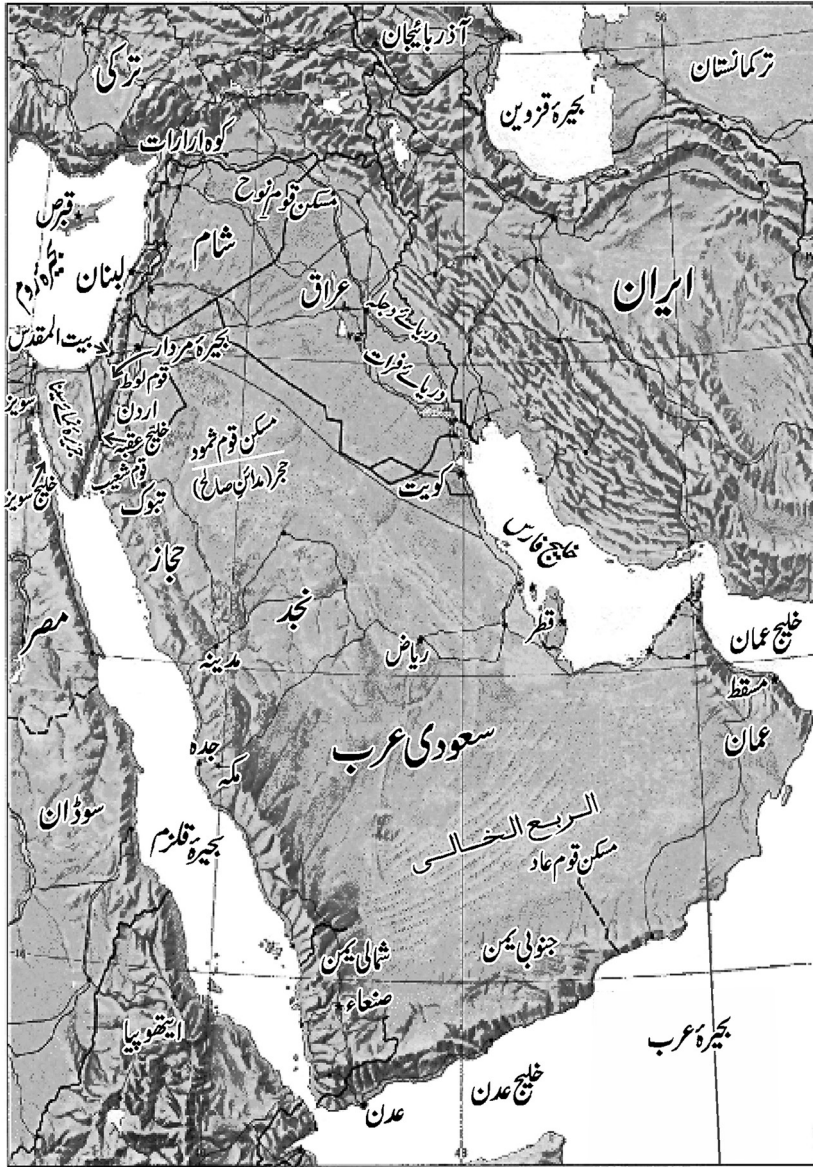 آذربائیجان
ترکمانستان
ترکی
بحیرۂ قزوین
کوہ ارارات
مسکن قوم نوح
قبرص
شام
ایران
لبنان
بحیرۂ روم
عراق
دریائے دجلہ
بیت المقدس
بحیرۂ مردار
دریائے فرات
قوم لوط
اردن
سویز
جزیرہ نمائے سینا
خلیج عقبہ
مسکن قوم ثمود
حجر (مدائن صالح)
قوم شعیب
کویت
خلیج سویز
تبوک
حجاز
خلیج فارس
مصر
نجد
قطر
خلیج عمان
مدینہ
ریاض
مسقط
عمان
سعودی عرب
جدہ
مکہ
سوڈان
الربع الخالی
بحیرۂ قلزم
مسکن قوم عاد
شمالی یمن
جنوبی یمن
صنعاء
ایتھوپیا
بحیرۂ عرب
خلیج عدن
عدن
48